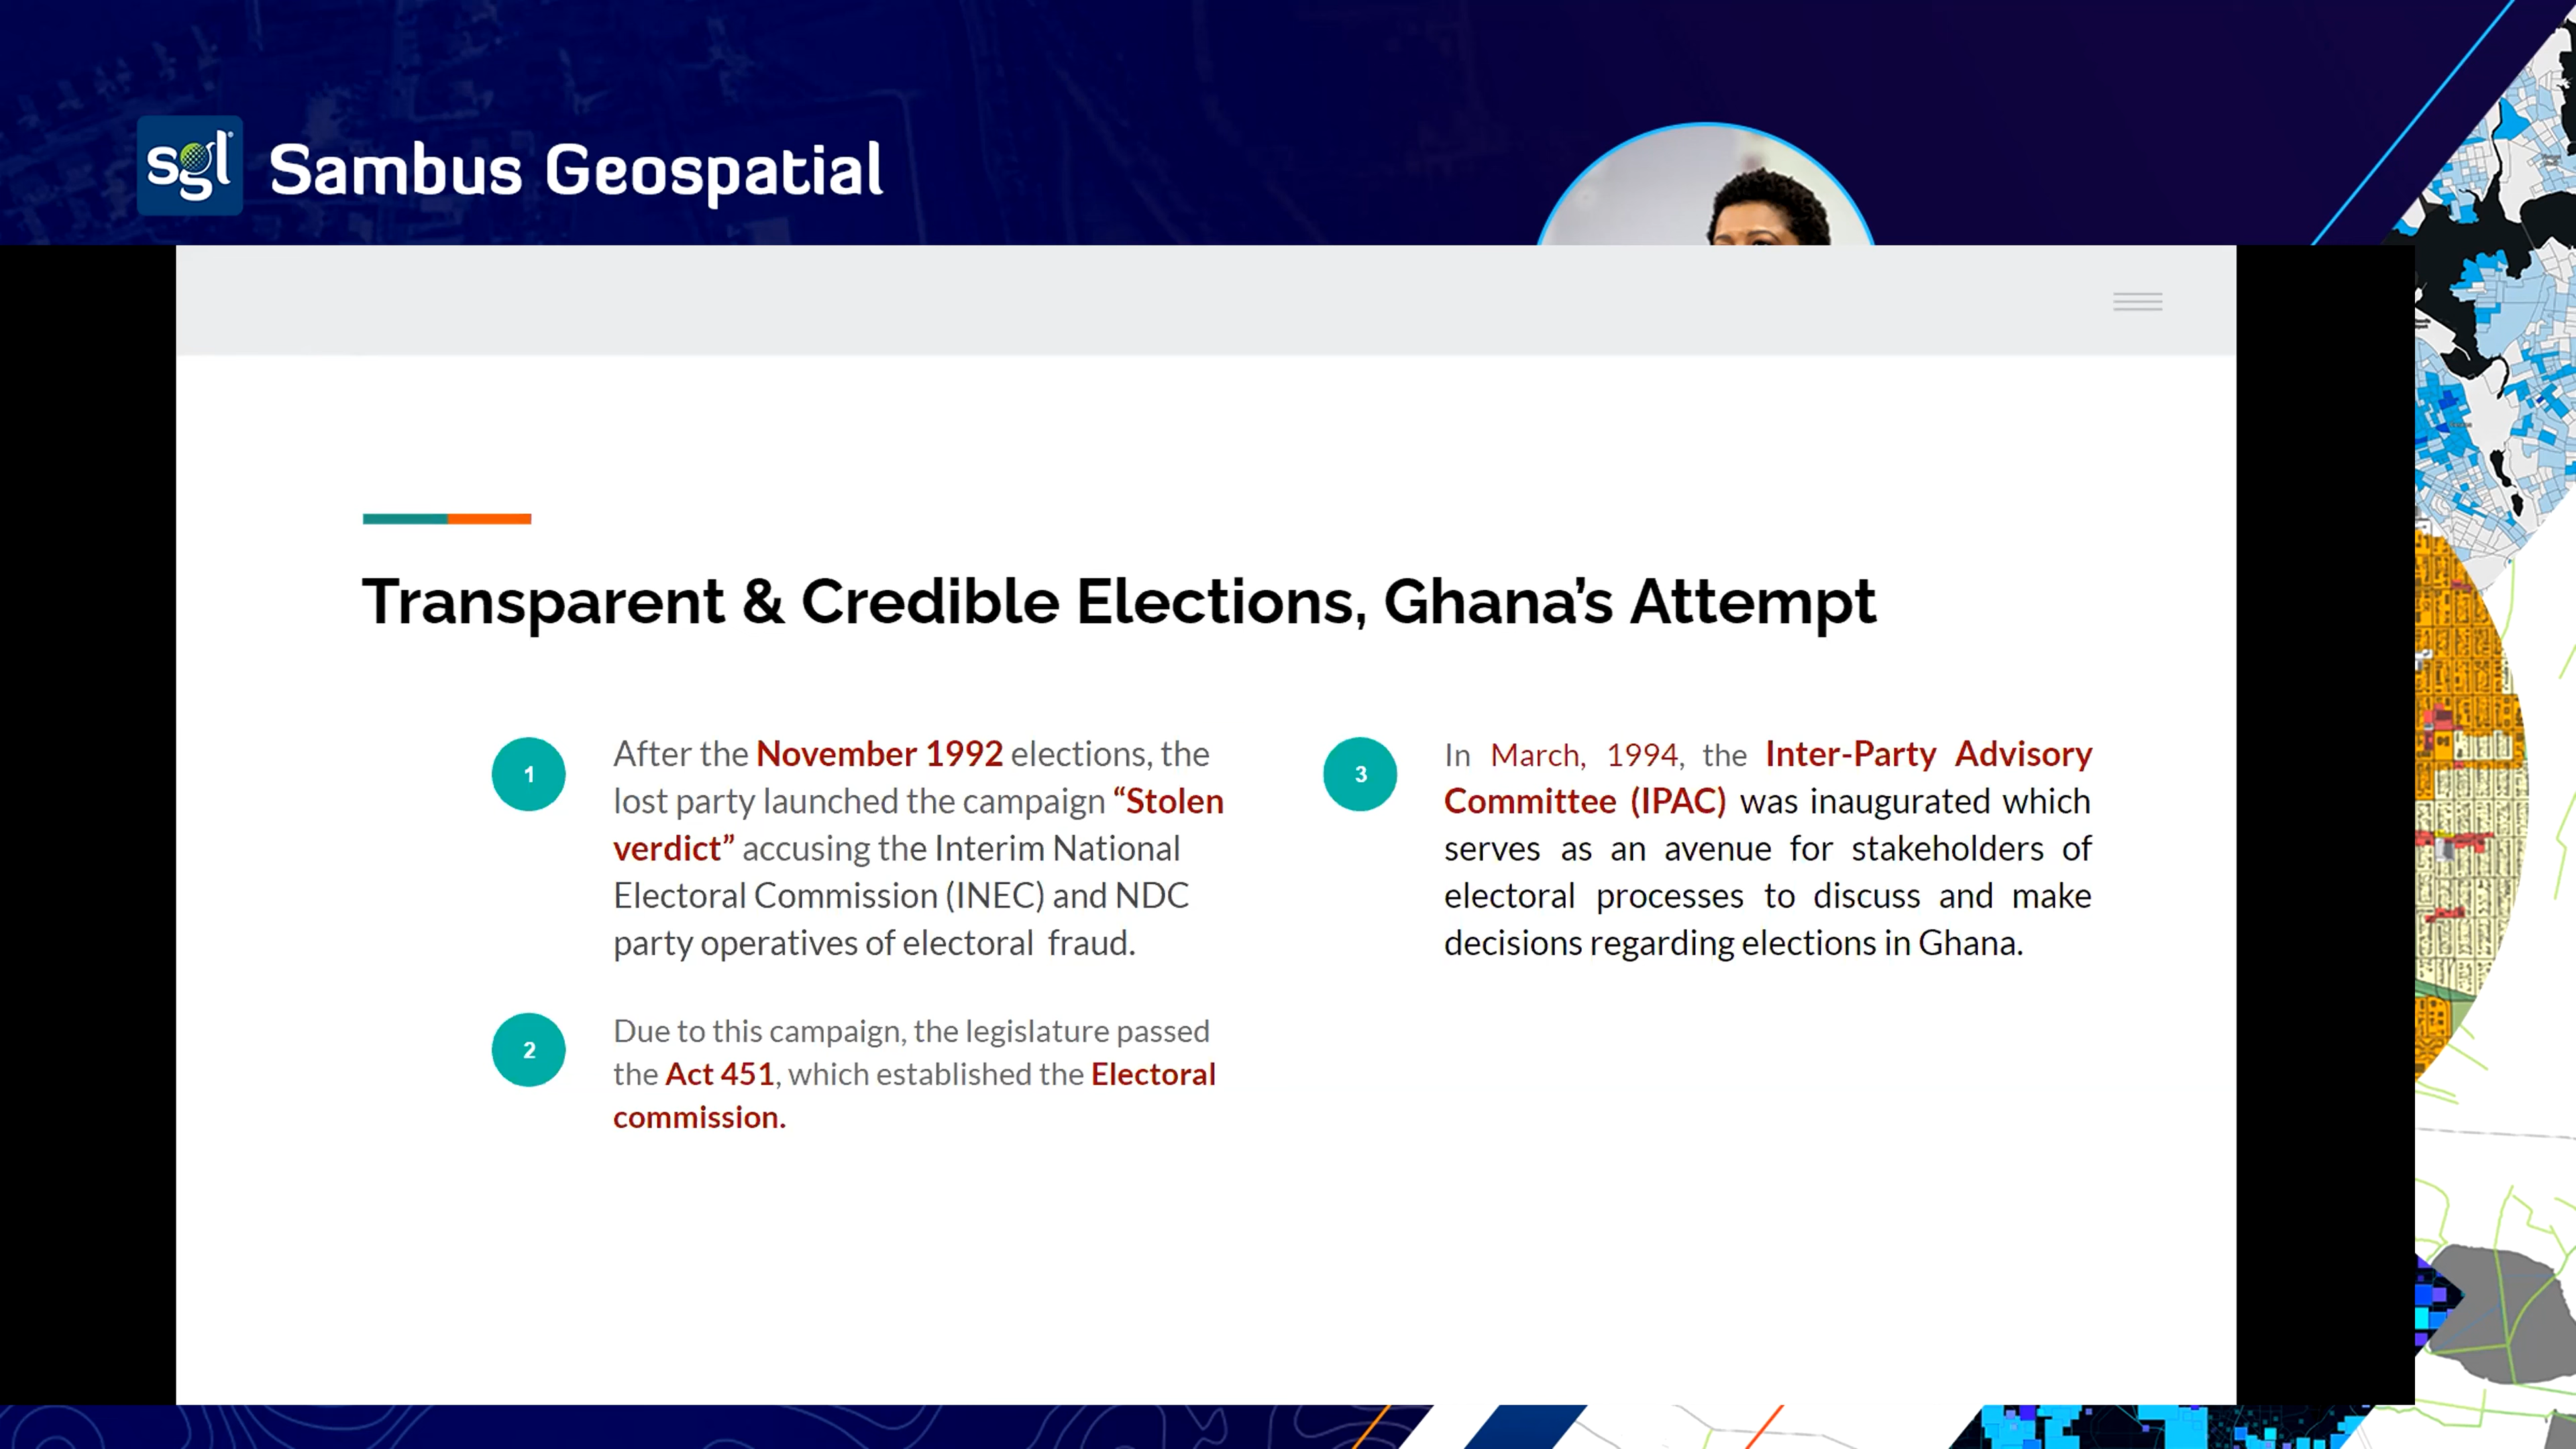 sgl Sambus Geospatial
Transparent & Credible Elections, Ghana’s Attempt
1
After the November 1992 elections, the
lost party launched the campaign “Stolen
verdict” accusing the Interim National
Electoral Commission (INEC) and NDC
party operatives of electoral fraud.
2
Due to this campaign, the legislature passed
the Act 451, which established the Electoral
commission.
3
In March, 1994, the Inter-Party Advisory
Committee (IPAC) was inaugurated which
serves as an avenue for stakeholders of
electoral processes to discuss and make
decisions regarding elections in Ghana.